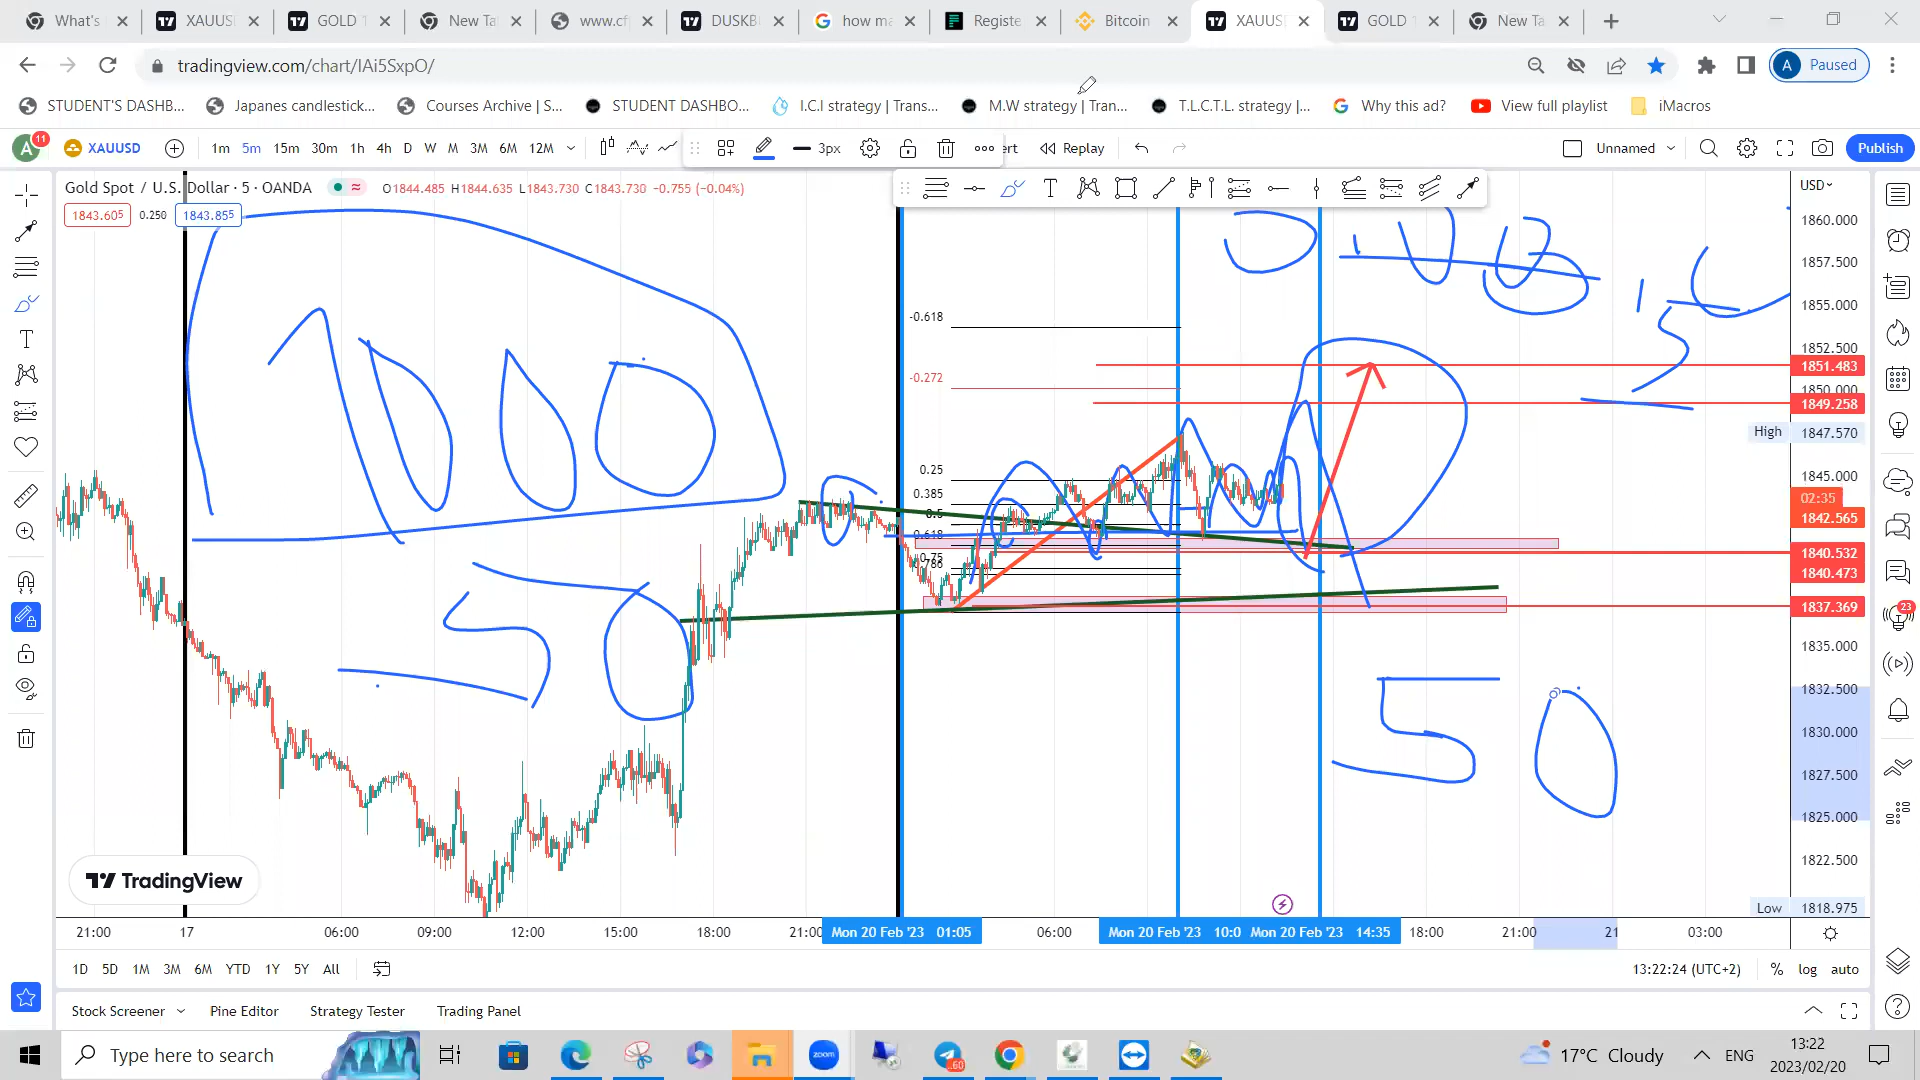 What's
XAUUS
GOLD
New Ta
www.cf
DUSKB
how ma
Registe
Bitcoin
XAUUS
GOLD
New Ta
tradingview.com/chart/IAi5SxpO/
A Paused
STUDENT'S DASHB...
Japanes candlestick...
Courses Archive | S...
STUDENT DASHBO...
I.C.I strategy | Trans...
M.W strategy | Tran...
T.L.C.T.L. strategy |...
Why this ad?
View full playlist
iMacros
A 11
XAUUSD
1m 5m 15m 30m 1h 4h D W M 3M 6M 12M
3px
ert
Replay
Unnamed
Publish
Gold Spot / U.S. Dollar · 5 · OANDA
O1844.485 H1844.635 L1843.730 C1843.730 -0.755 (-0.04%)
1843.605 0.250 1843.855
USD
1860.000
1857.500
1855.000
1852.500
1851.483
1850.000
1849.258
High 1847.570
1845.000
02:35
1842.565
1840.532
1840.473
1837.369
1835.000
1832.500
1830.000
1827.500
1825.000
1822.500
Low 1818.975
-0.618
-0.272
0.25
0.385
0.5
0.618
0.75
0.786
1000
50
50
23
TradingView
21:00 17 06:00 09:00 12:00 15:00 18:00 21:00 Mon 20 Feb '23 01:05 06:00 Mon 20 Feb '23 10:0 Mon 20 Feb '23 14:35 18:00 21:00 21 03:00
1D 5D 1M 3M 6M YTD 1Y 5Y All
13:22:24 (UTC+2) % log auto
Stock Screener Pine Editor Strategy Tester Trading Panel
Type here to search
zoom
60
17°C Cloudy
ENG
13:22
2023/02/20